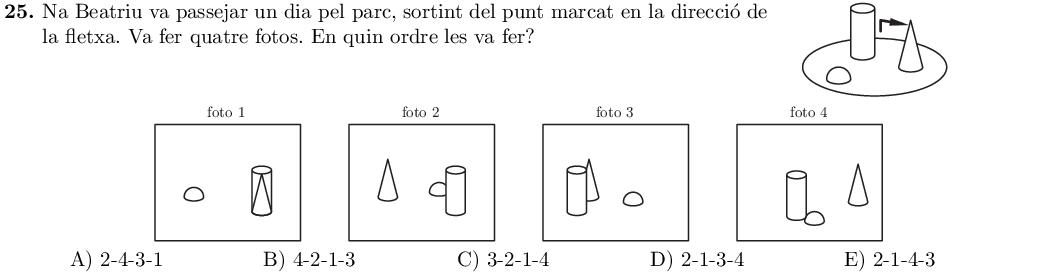 25. Na Beatriu va passejar un dia pel parc, sortint del punt marcat en la direcció de
la fletxa. Va fer quatre fotos. En quin ordre les va fer?
foto 1 foto 2 foto 3 foto 4
A) 2-4-3-1 B) 4-2-1-3 C) 3-2-1-4 D) 2-1-3-4 E) 2-1-4-3